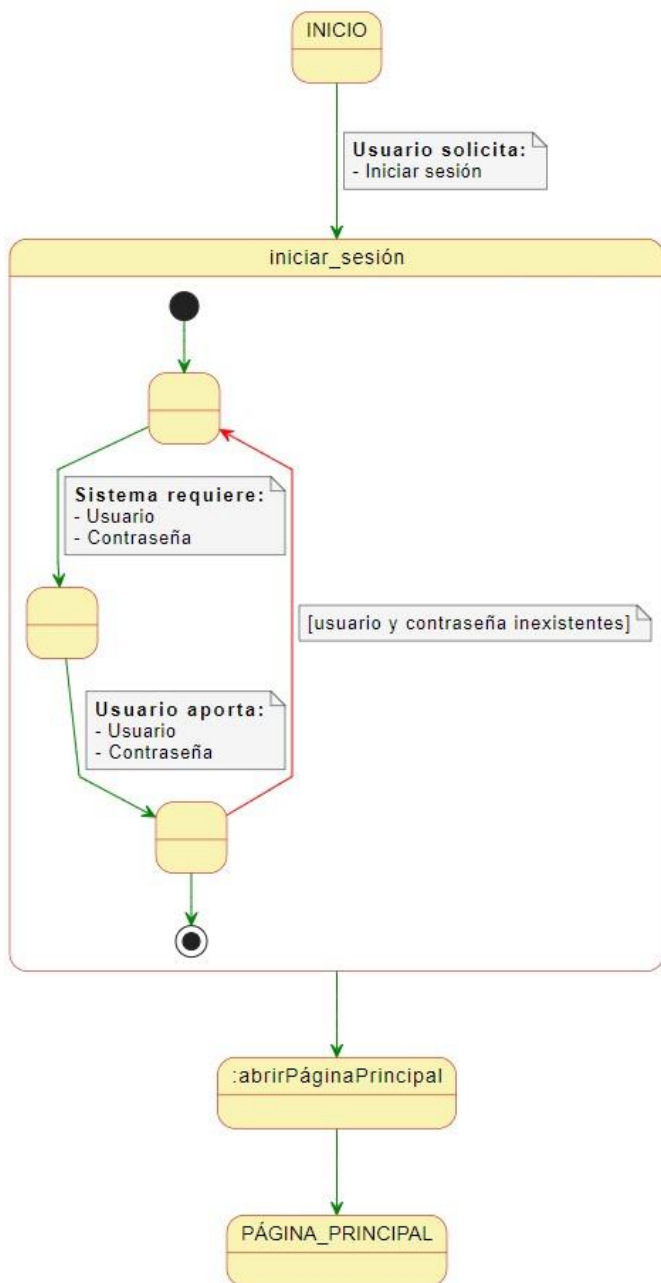 INICIO
Usuario solicita:
- Iniciar sesión
iniciar_sesión
Sistema requiere:
- Usuario
- Contraseña
[usuario y contraseña inexistentes]
Usuario aporta:
- Usuario
- Contraseña
:abrirPáginaPrincipal
PÁGINA_PRINCIPAL